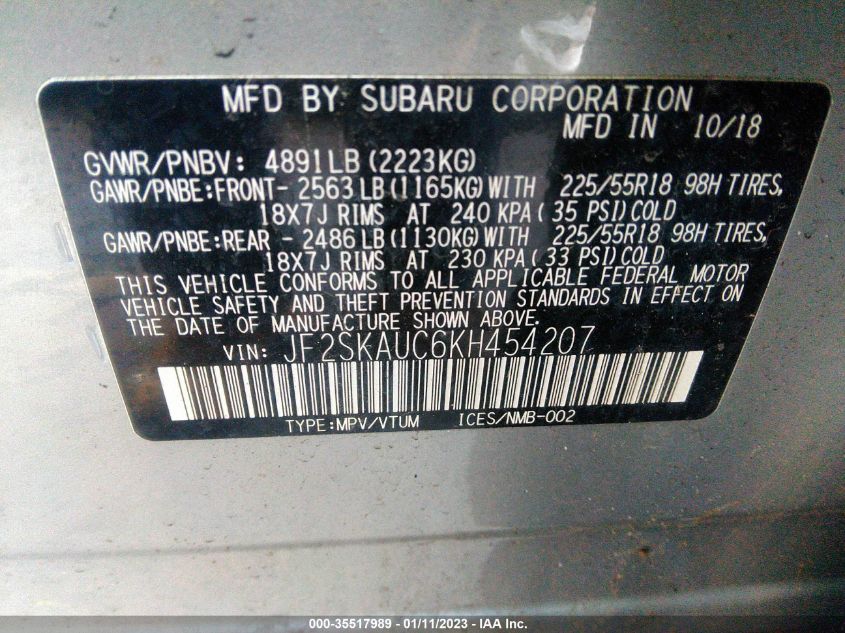 MFD BY SUBARU CORPORATION
MFD IN 10/18
GVWR/PNBV: 4891LB (2223KG)
GAWR/PNBE:FRONT- 2563LB(1165KG)WITH 225/55R18 98H TIRES,
18X7J RIMS AT 240 KPA( 35 PSI)COLD
GAWR/PNBE:REAR - 2486LB(1130KG)WITH 225/55R18 98H TIRES,
18X7J RIMS AT 230 KPA( 33 PSI)COLD
THIS VEHICLE CONFORMS TO ALL APPLICABLE FEDERAL MOTOR
VEHICLE SAFETY AND THEFT PREVENTION STANDARDS IN EFFECT ON
THE DATE OF MANUFACTURE SHOWN ABOVE.
VIN: JF2SKAUC6KH454207
TYPE:MPV/VTUM ICES/NMB-002
000-35517989 - 01/11/2023 - IAA Inc.